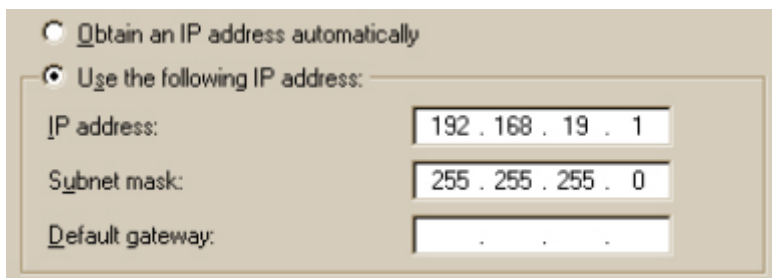 Obtain an IP address automatically
Use the following IP address:
IP address: 192 . 168 . 19 . 1
Subnet mask: 255 . 255 . 255 . 0
Default gateway: . . .